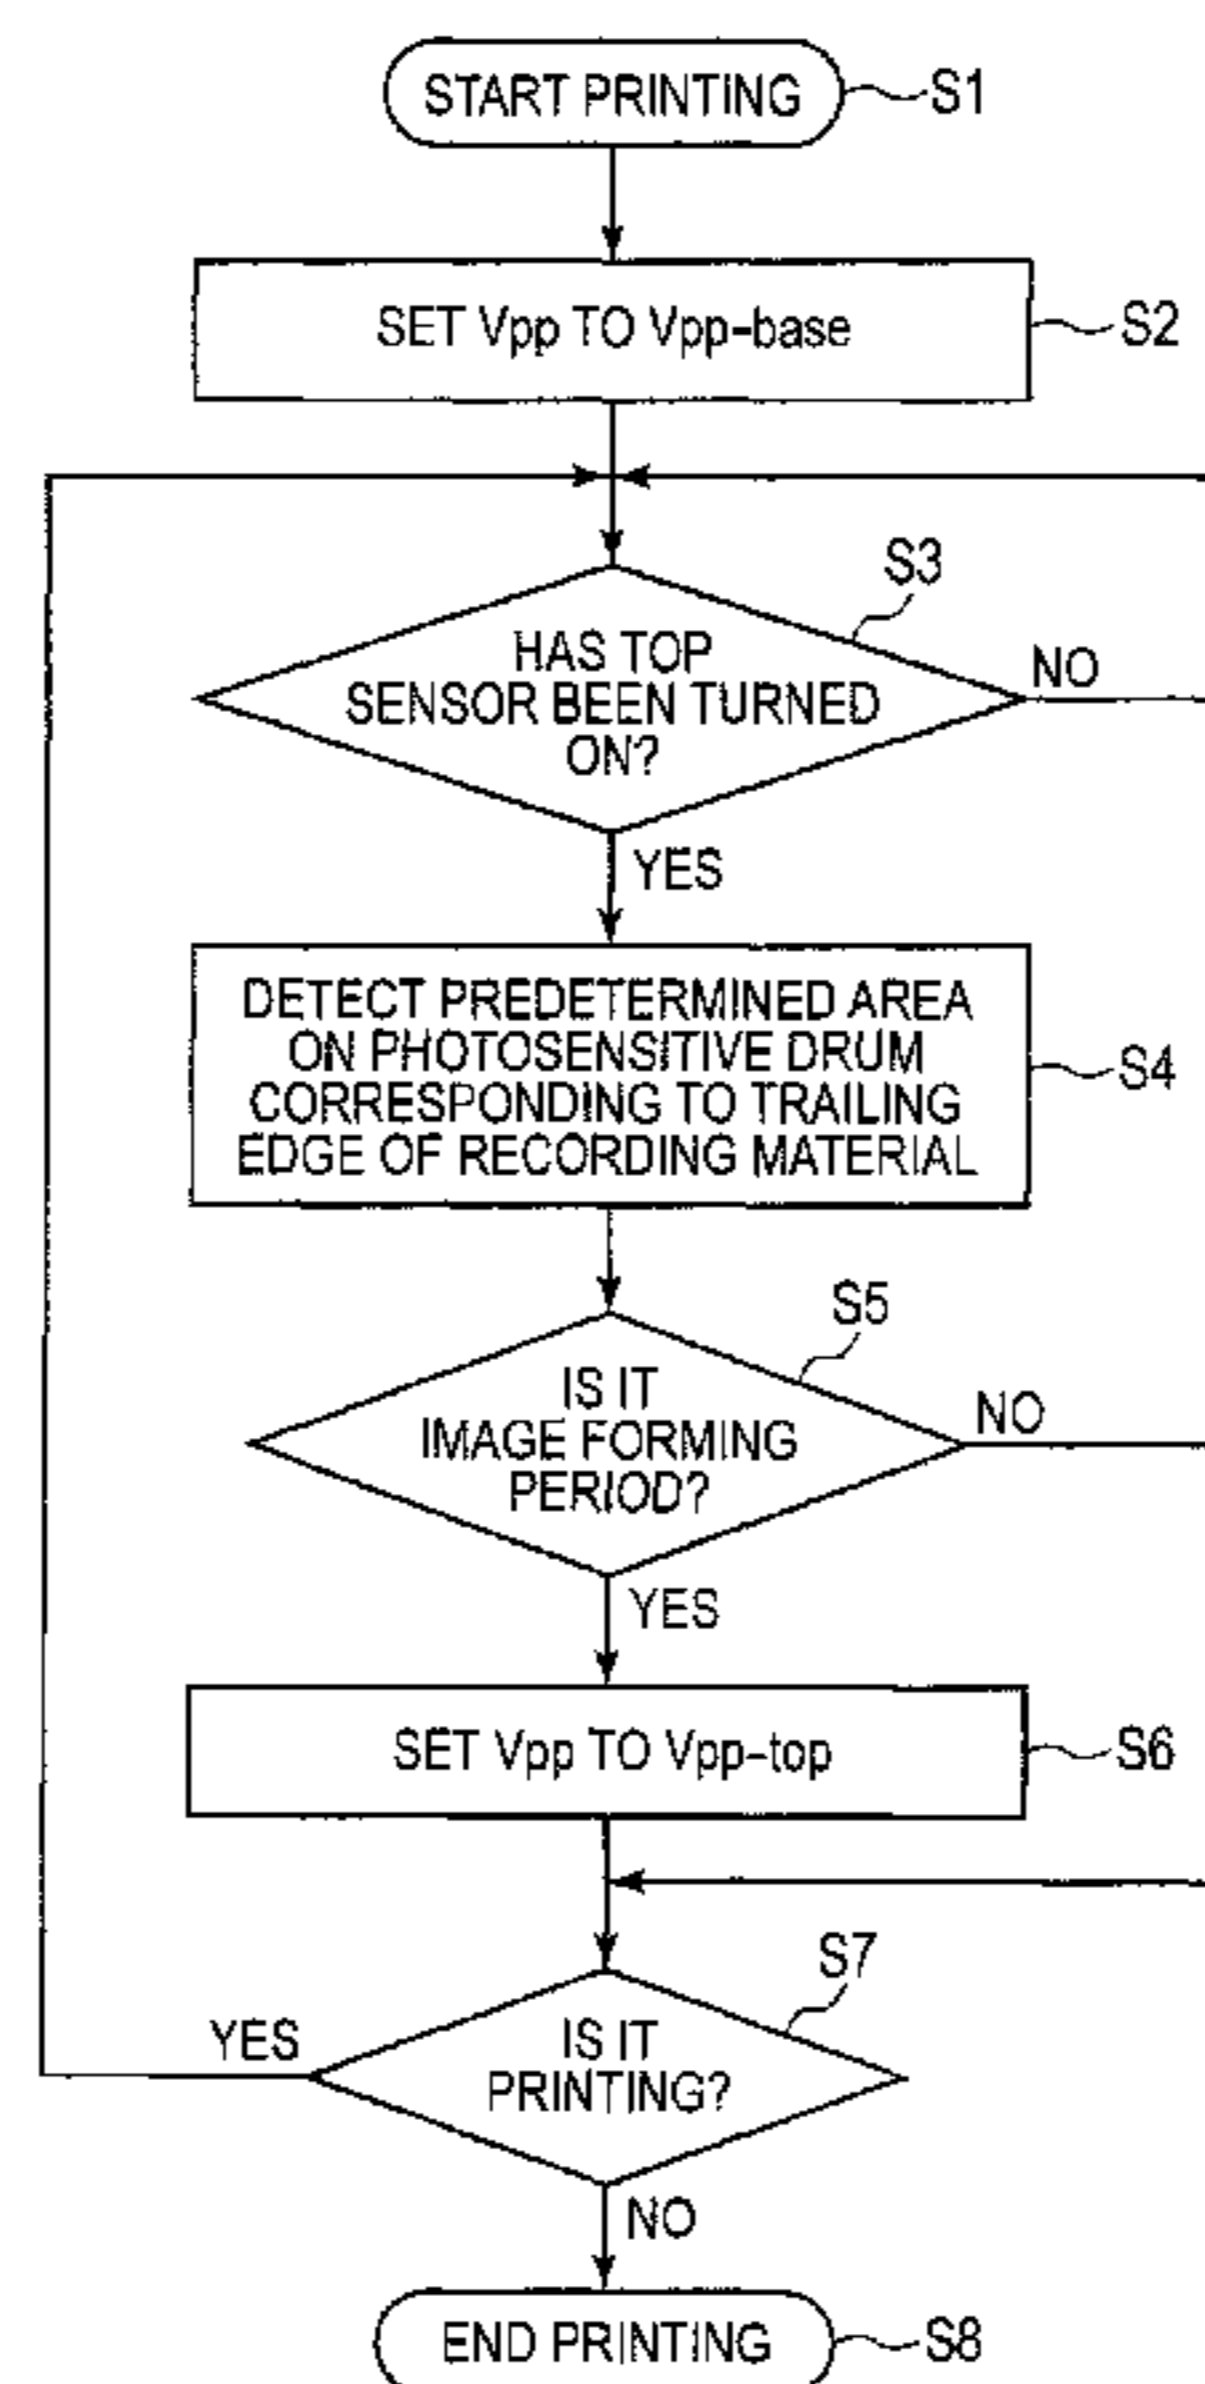 START PRINTING
S1
SET Vpp TO Vpp-base
S2
S3
HAS TOP
SENSOR BEEN TURNED
ON?
NO
YES
DETECT PREDETERMINED AREA
ON PHOTOSENSITIVE DRUM
CORRESPONDING TO TRAILING
EDGE OF RECORDING MATERIAL
S4
S5
IS IT
IMAGE FORMING
PERIOD?
NO
YES
SET Vpp TO Vpp-top
S6
S7
IS IT
PRINTING?
YES
NO
END PRINTING
S8